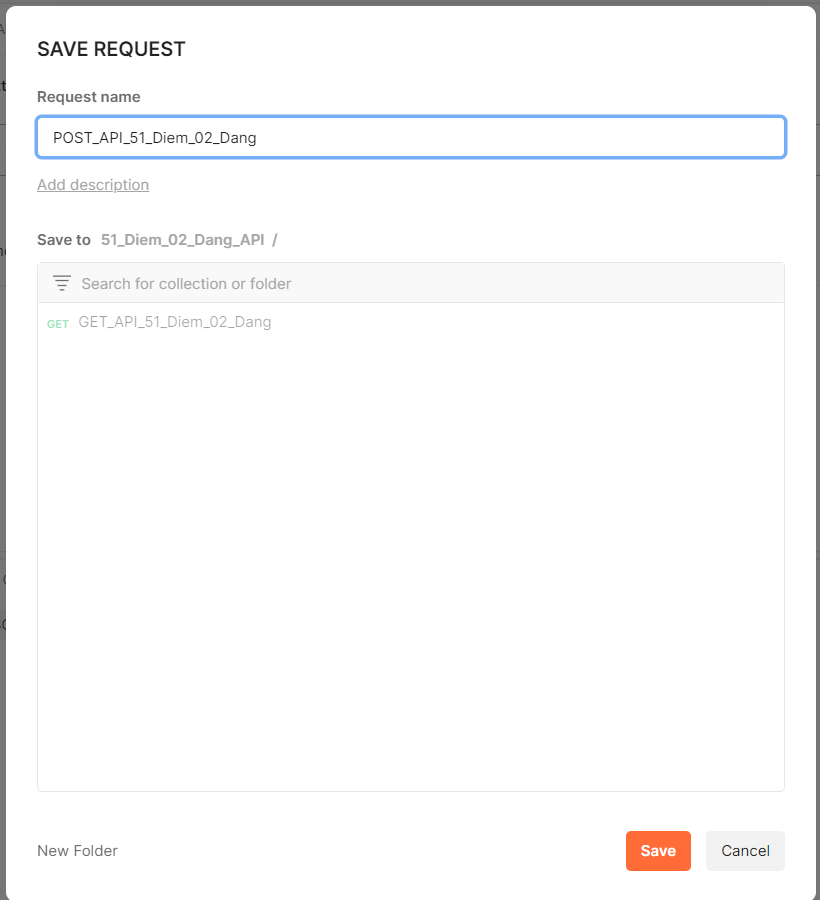 SAVE REQUEST
Request name
POST_API_51_Diem_02_Dang
Add description
Save to 51_Diem_02_Dang_API /
Search for collection or folder
GET GET_API_51_Diem_02_Dang
New Folder Save Cancel